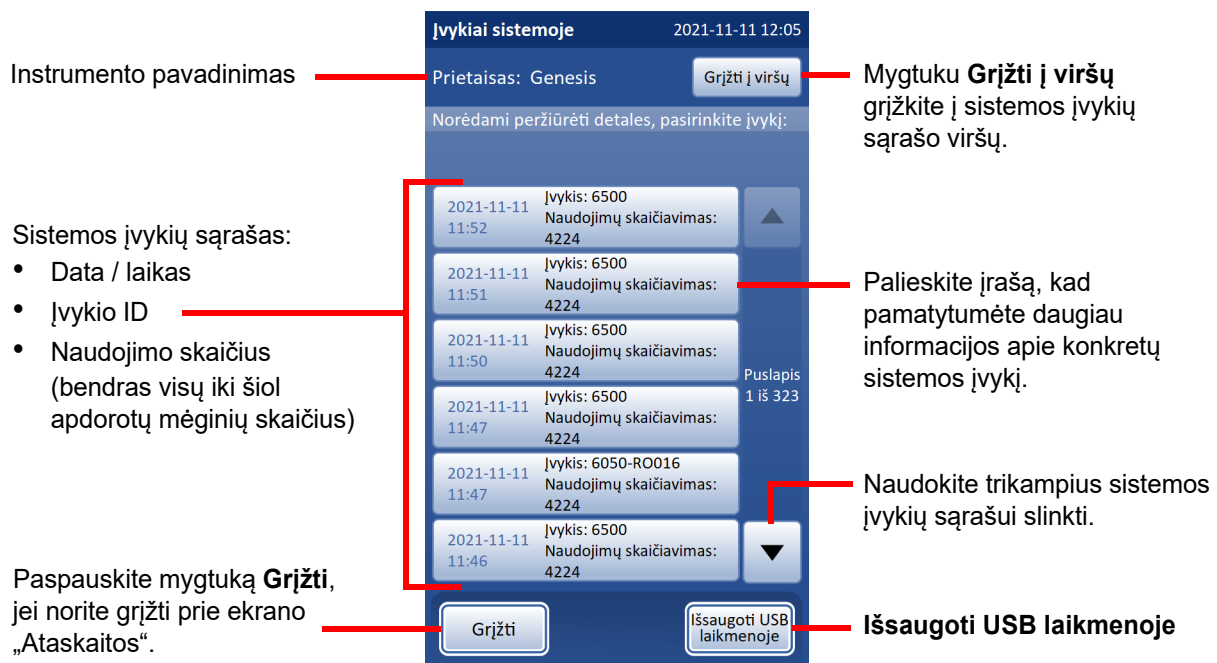 Įvykiai sistemoje 2021-11-11 12:05
Instrumento pavadinimas
Prietaisas: Genesis
Grįžti į viršų
Mygtuku Grįžti į viršų
grįžkite į sistemos įvykių
sąrašo viršų.
Norėdami peržiūrėti detales, pasirinkite įvykį:
Sistemos įvykių sąrašas:
• Data / laikas
• Įvykio ID
• Naudojimo skaičius
(bendras visų iki šiol
apdorotų mėginių skaičius)
2021-11-11
11:52
Įvykis: 6500
Naudojimų skaičiavimas:
4224
2021-11-11
11:51
Įvykis: 6500
Naudojimų skaičiavimas:
4224
2021-11-11
11:50
Įvykis: 6500
Naudojimų skaičiavimas:
4224
2021-11-11
11:47
Įvykis: 6500
Naudojimų skaičiavimas:
4224
2021-11-11
11:47
Įvykis: 6050-RO016
Naudojimų skaičiavimas:
4224
2021-11-11
11:46
Įvykis: 6500
Naudojimų skaičiavimas:
4224
Puslapis
1 iš 323
Palieskite įrašą, kad
pamatytumėte daugiau
informacijos apie konkretų
sistemos įvykį.
Naudokite trikampius sistemos
įvykių sąrašui slinkti.
Paspauskite mygtuką Grįžti,
jei norite grįžti prie ekrano
„Ataskaitos“.
Grįžti
Išsaugoti USB
laikmenoje
Išsaugoti USB laikmenoje